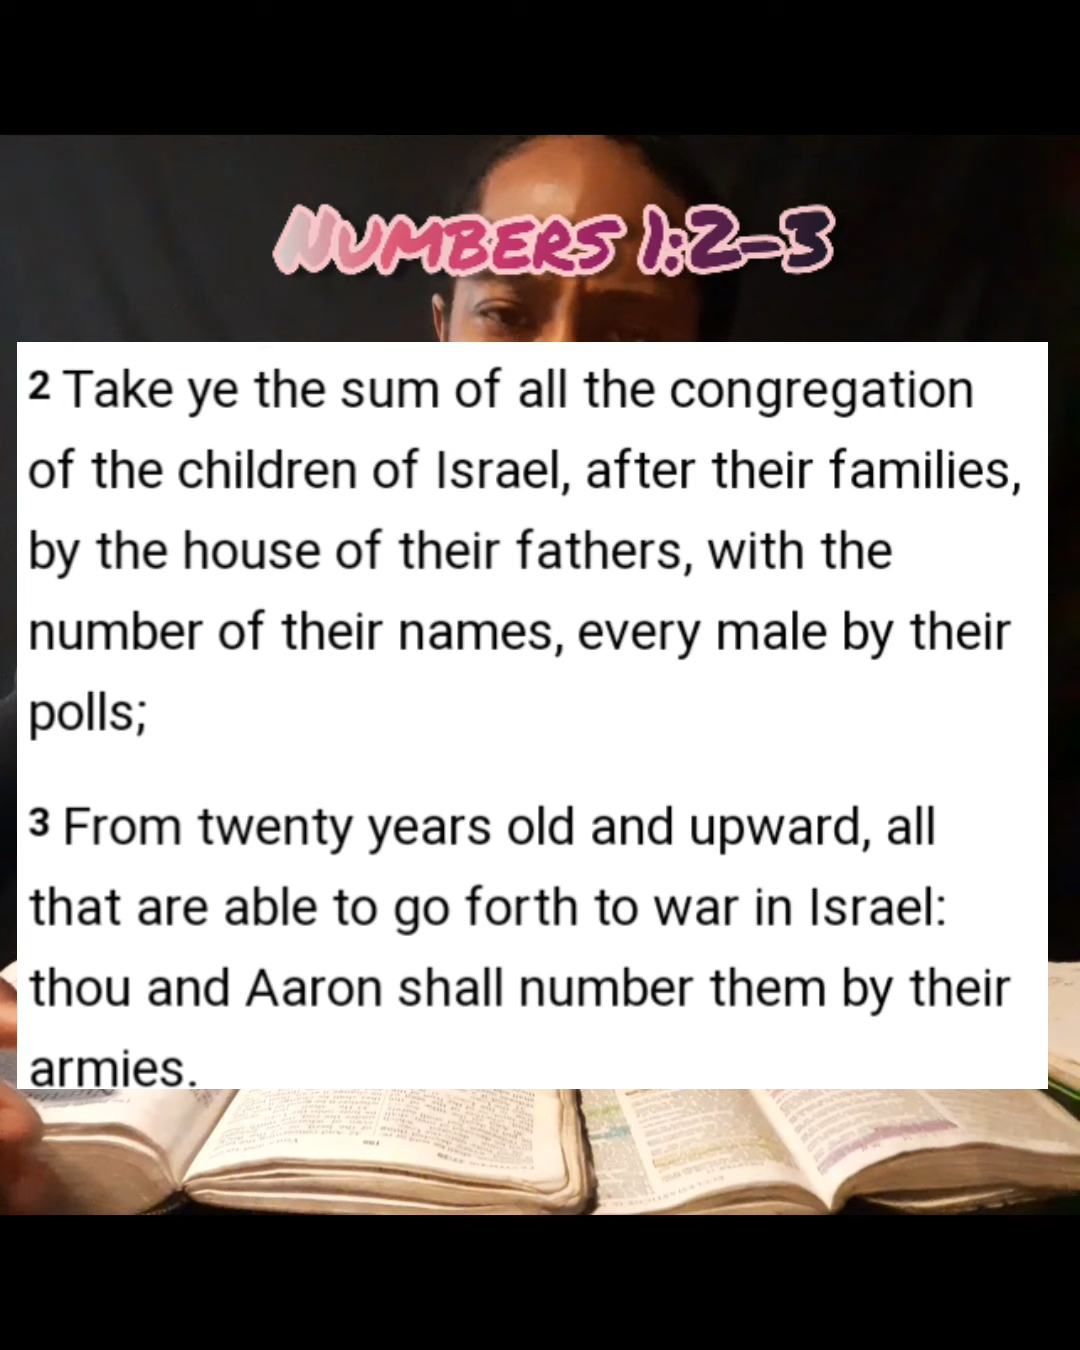 NUMBERS 1:2-3
2 Take ye the sum of all the congregation
of the children of Israel, after their families,
by the house of their fathers, with the
number of their names, every male by their
polls;
3 From twenty years old and upward, all
that are able to go forth to war in Israel:
thou and Aaron shall number them by their
armies.